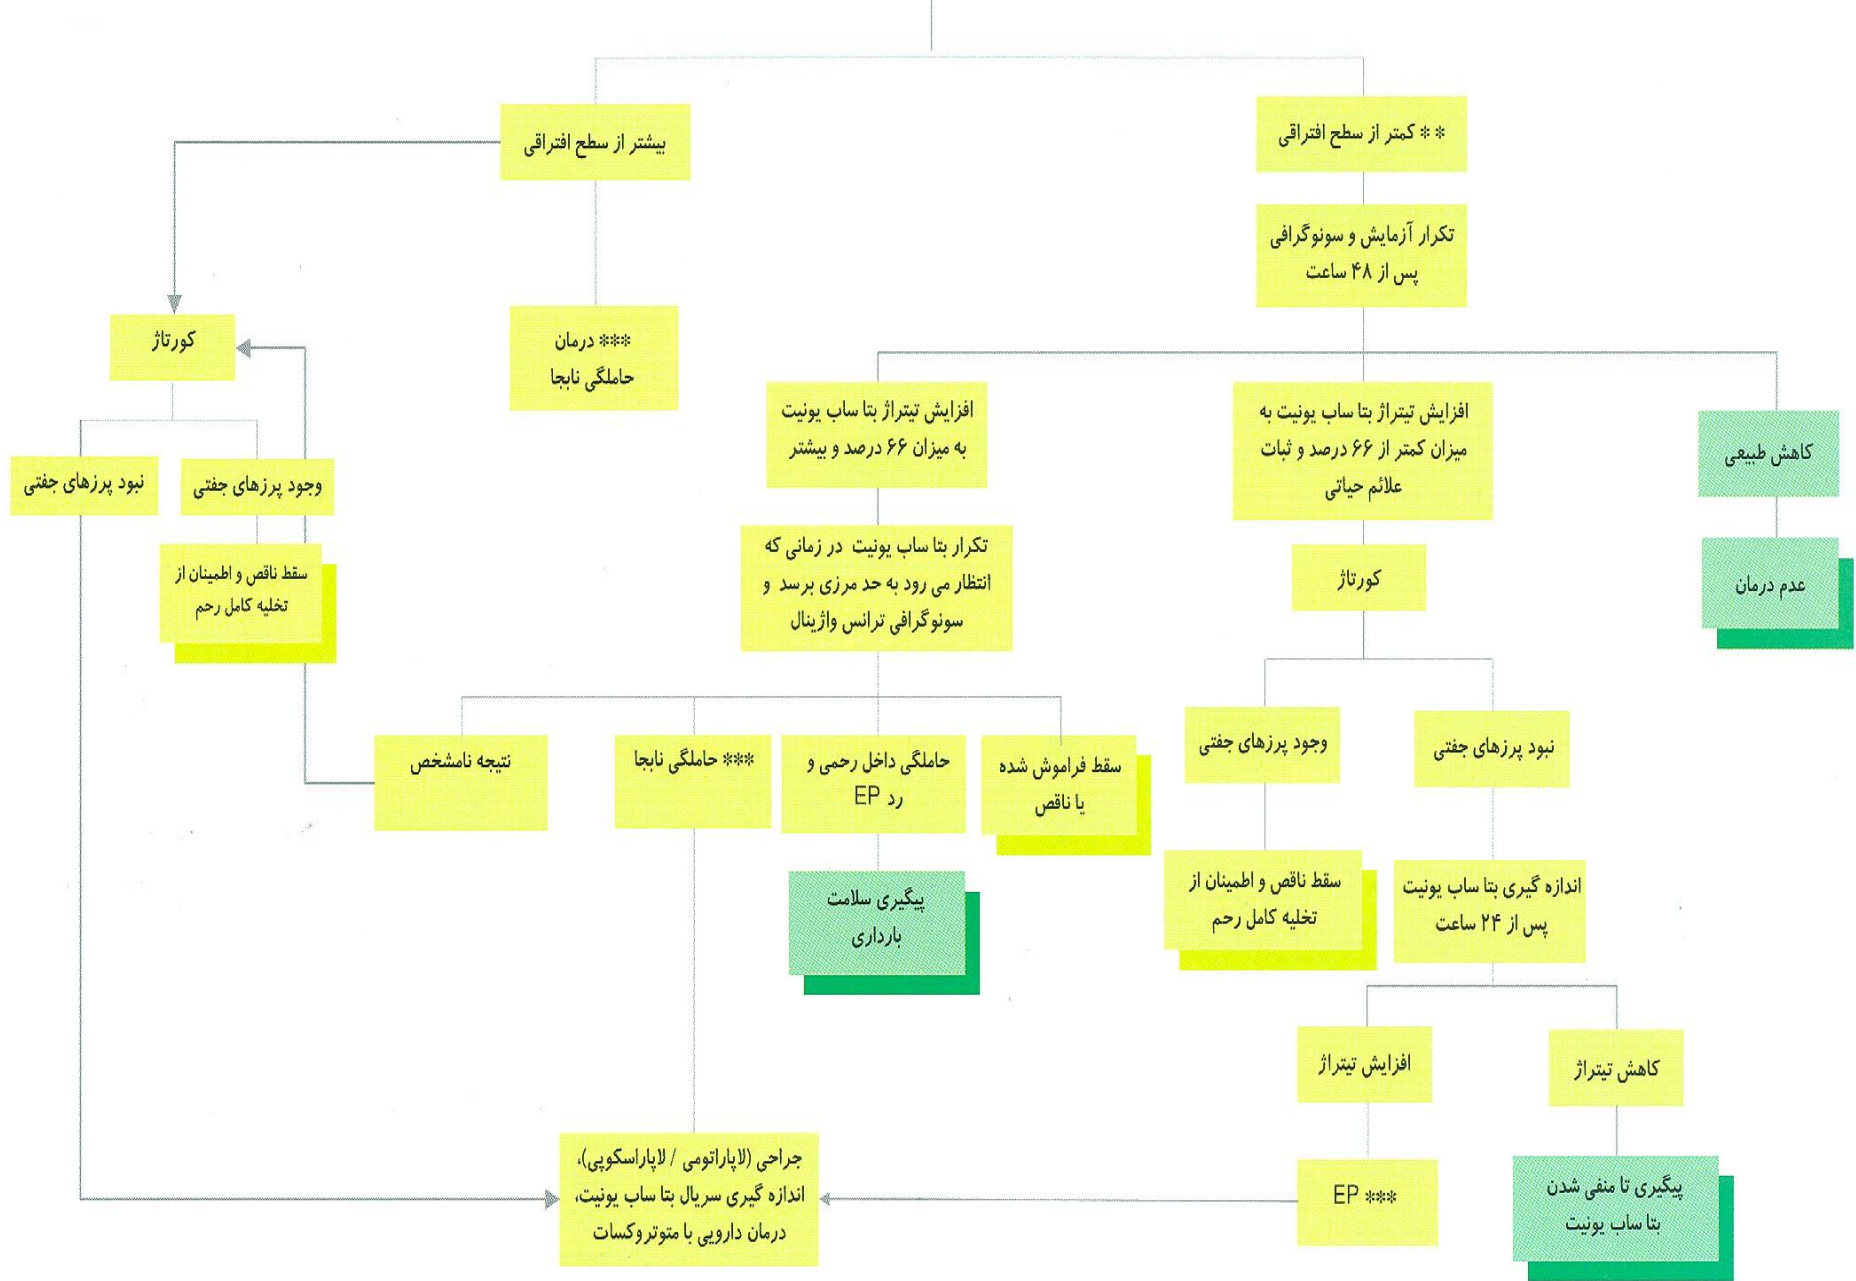 ** کمتر از سطح افتراقی
بیشتر از سطح افتراقی
تکرار آزمایش و سونوگرافی
پس از ۴۸ ساعت
*** درمان
حاملگی نابجا
کورتاژ
کاهش طبیعی
عدم درمان
افزایش تیتراژ بتا ساب یونیت به
میزان کمتر از ۶۶ درصد و ثبات
علائم حیاتی
کورتاژ
افزایش تیتراژ بتا ساب یونیت
به میزان ۶۶ درصد و بیشتر
تکرار بتا ساب یونیت در زمانی که
انتظار می رود به حد مرزی برسد و
سونوگرافی ترانس واژینال
وجود پرزهای جفتی
نبود پرزهای جفتی
سقط ناقص و اطمینان از
تخلیه کامل رحم
نبود پرزهای جفتی
وجود پرزهای جفتی
سقط فراموش شده
یا ناقص
حاملگی داخل رحمی و
رد EP
*** حاملگی نابجا
نتیجه نامشخص
اندازه گیری بتا ساب یونیت
پس از ۲۴ ساعت
سقط ناقص و اطمینان از
تخلیه کامل رحم
پیگیری سلامت
بارداری
کاهش تیتراژ
افزایش تیتراژ
پیگیری تا منفی شدن
بتا ساب یونیت
*** EP
جراحی (لاپاراتومی / لاپاراسکوپی)،
اندازه گیری سریال بتا ساب یونیت،
درمان دارویی با متوتروکسات